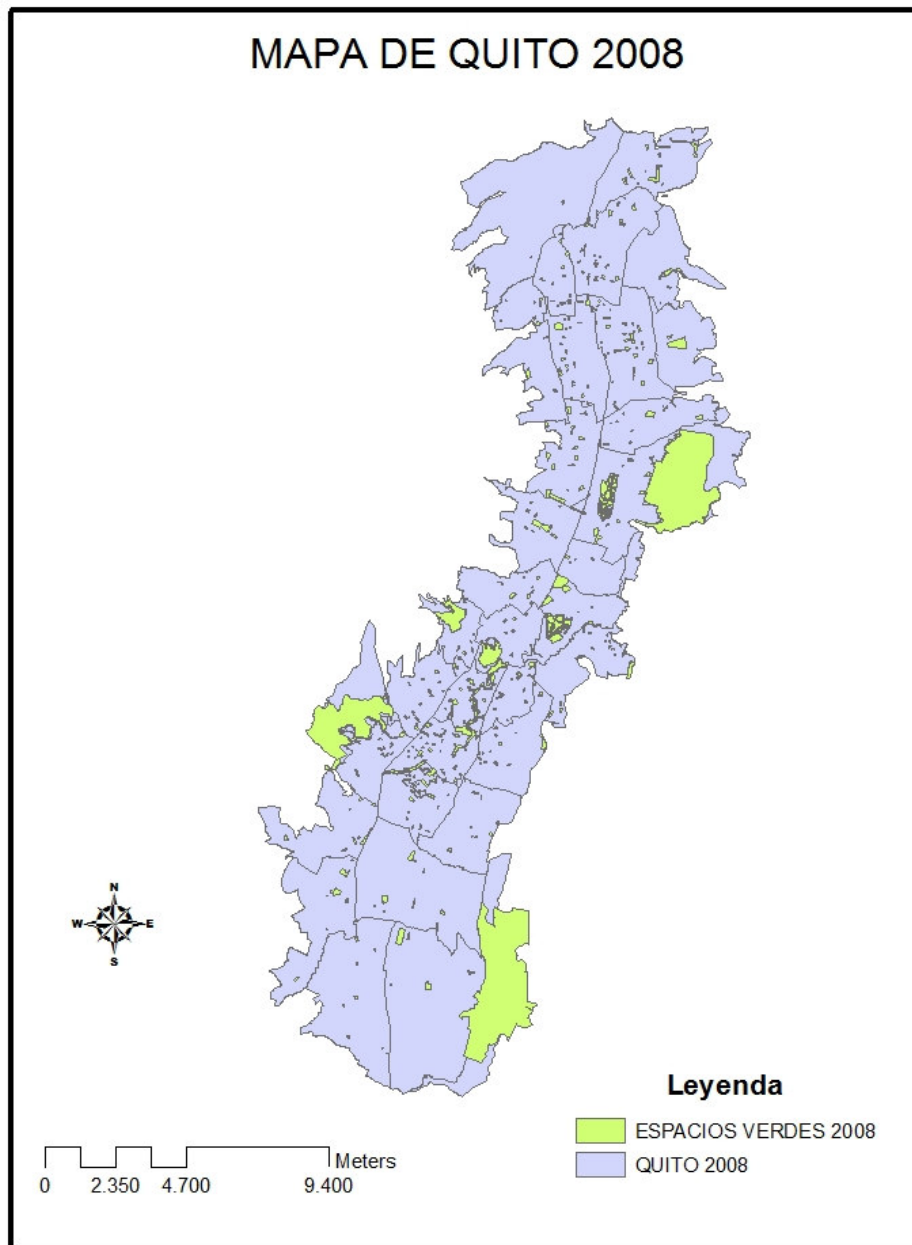 MAPA DE QUITO 2008
N
W E
S
Leyenda
ESPACIOS VERDES 2008
QUITO 2008
Meters
0 2.350 4.700 9.400